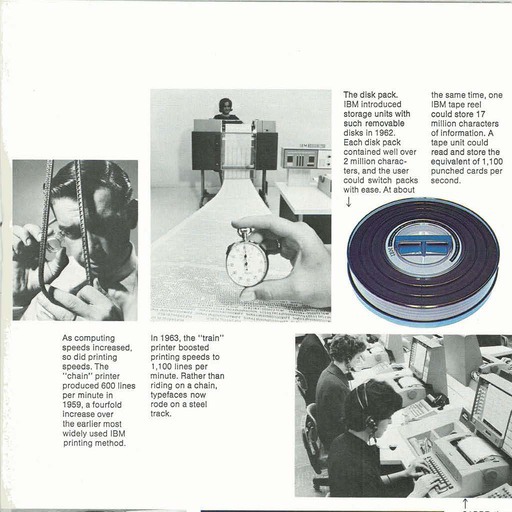 The disk pack.
IBM introduced
storage units with
such removable
disks in 1962.
Each disk pack
contained well over
2 million charac-
ters, and the user
could switch packs
with ease. At about
↓
the same time, one
IBM tape reel
could store 17
million characters
of information. A
tape unit could
read and store the
equivalent of 1,100
punched cards per
second.
As computing
speeds increased,
so did printing
speeds. The
"chain" printer
produced 600 lines
per minute in
1959, a fourfold
increase over
the earlier most
widely used IBM
printing method.
In 1963, the "train"
printer boosted
printing speeds to
1,100 lines per
minute. Rather than
riding on a chain,
typefaces now
rode on a steel
track.
↑